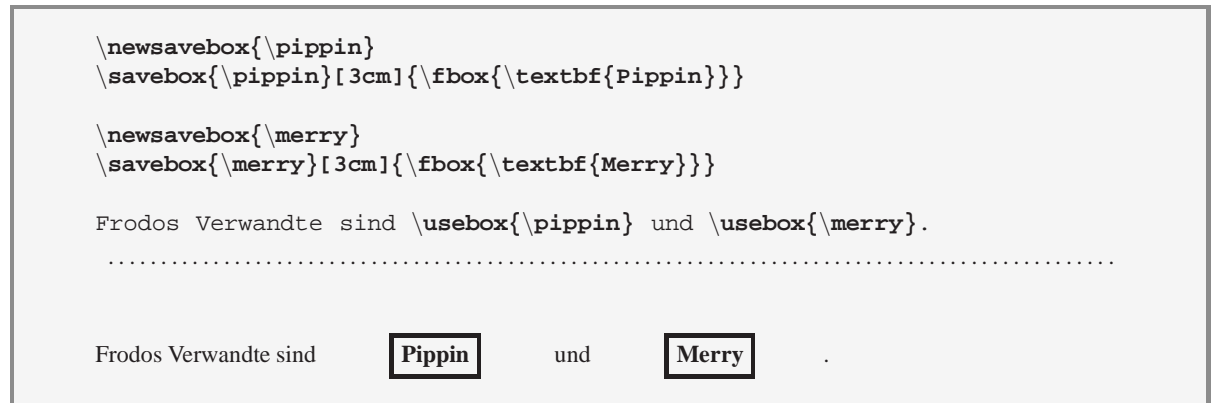 \newsavebox{\pippin}
\savebox{\pippin}[3cm]{\fbox{\textbf{Pippin}}}
\newsavebox{\merry}
\savebox{\merry}[3cm]{\fbox{\textbf{Merry}}}
Frodos Verwandte sind \usebox{\pippin} und \usebox{\merry}.
Frodos Verwandte sind Pippin und Merry .